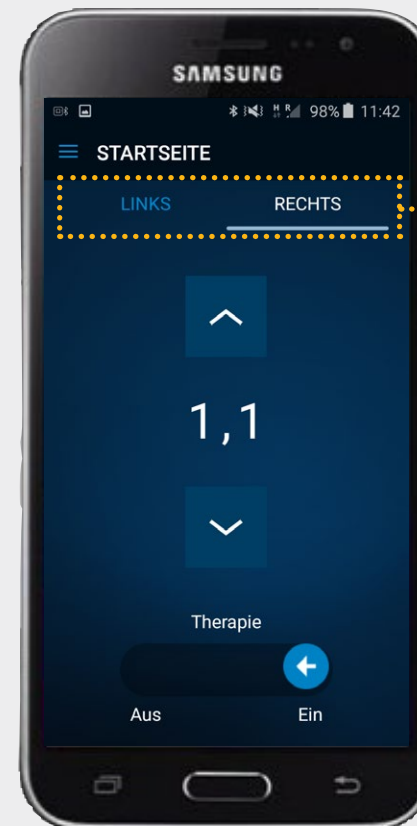 SAMSUNG
H R 98% 11:42
STARTSEITE
LINKS RECHTS
1,1
Therapie
Aus Ein